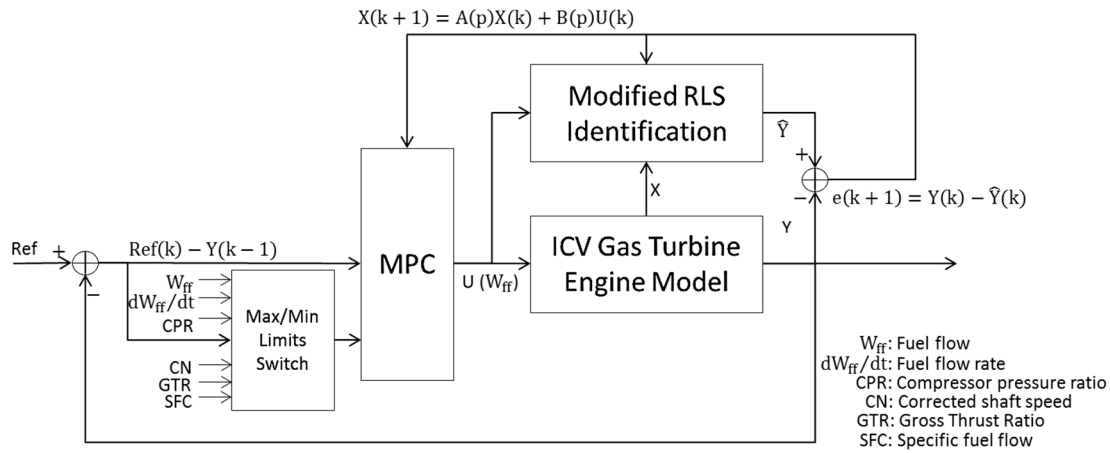 X(k + 1) = A(p)X(k) + B(p)U(k)
Modified RLS
Identification
Ŷ
+
−
e(k + 1) = Y(k) − Ŷ(k)
X
Y
Ref
+
−
Ref(k) − Y(k − 1)
MPC
U (Wff)
ICV Gas Turbine
Engine Model
Wff
dWff/dt
CPR
CN
GTR
SFC
Max/Min
Limits
Switch
Wff: Fuel flow
dWff/dt: Fuel flow rate
CPR: Compressor pressure ratio
CN: Corrected shaft speed
GTR: Gross Thrust Ratio
SFC: Specific fuel flow